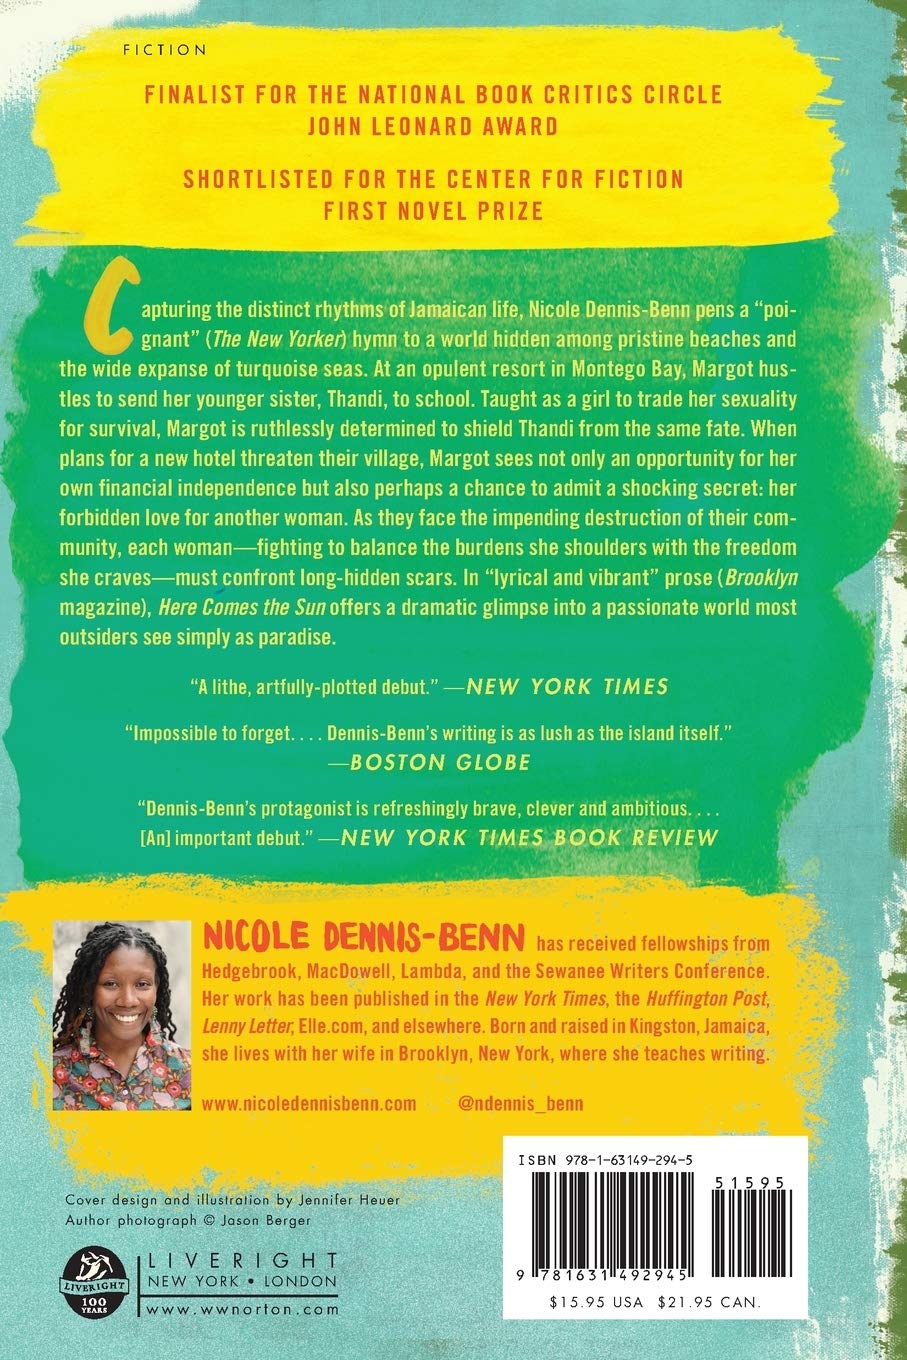 FICTION
FINALIST FOR THE NATIONAL BOOK CRITICS CIRCLE
JOHN LEONARD AWARD
SHORTLISTED FOR THE CENTER FOR FICTION
FIRST NOVEL PRIZE
Capturing the distinct rhythms of Jamaican life, Nicole Dennis-Benn pens a “poi-
gnant” (The New Yorker) hymn to a world hidden among pristine beaches and
the wide expanse of turquoise seas. At an opulent resort in Montego Bay, Margot hus-
tles to send her younger sister, Thandi, to school. Taught as a girl to trade her sexuality
for survival, Margot is ruthlessly determined to shield Thandi from the same fate. When
plans for a new hotel threaten their village, Margot sees not only an opportunity for her
own financial independence but also perhaps a chance to admit a shocking secret: her
forbidden love for another woman. As they face the impending destruction of their com-
munity, each woman—fighting to balance the burdens she shoulders with the freedom
she craves—must confront long-hidden scars. In “lyrical and vibrant” prose (Brooklyn
magazine), Here Comes the Sun offers a dramatic glimpse into a passionate world most
outsiders see simply as paradise.
“A lithe, artfully-plotted debut.” —NEW YORK TIMES
“Impossible to forget. . . . Dennis-Benn’s writing is as lush as the island itself.”
—BOSTON GLOBE
“Dennis-Benn’s protagonist is refreshingly brave, clever and ambitious. . . .
[An] important debut.” —NEW YORK TIMES BOOK REVIEW
NICOLE DENNIS-BENN has received fellowships from
Hedgebrook, MacDowell, Lambda, and the Sewanee Writers Conference.
Her work has been published in the New York Times, the Huffington Post,
Lenny Letter, Elle.com, and elsewhere. Born and raised in Kingston, Jamaica,
she lives with her wife in Brooklyn, New York, where she teaches writing.
www.nicoledennisbenn.com @ndennis_benn
Cover design and illustration by Jennifer Heuer
Author photograph © Jason Berger
LIVERIGHT
100
YEARS
LIVERIGHT
NEW YORK • LONDON
www.wwnorton.com
ISBN 978-1-63149-294-5
51595
9 781631 492945
$15.95 USA $21.95 CAN.